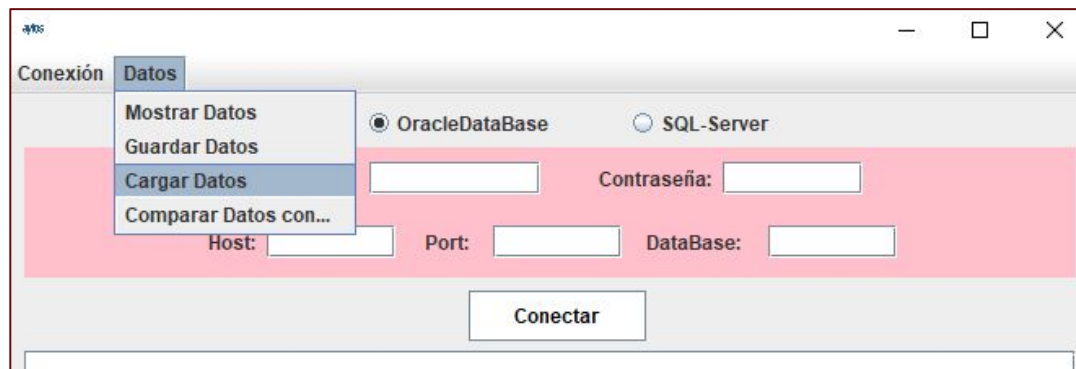 aytos
Conexión Datos
Mostrar Datos
OracleDataBase SQL-Server
Guardar Datos
Cargar Datos
Contraseña:
Comparar Datos con...
Host: Port: DataBase:
Conectar